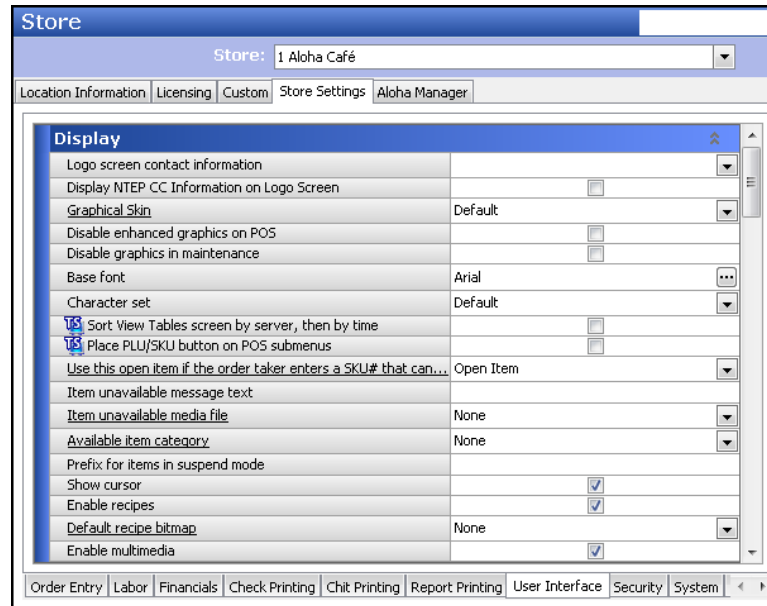 Store
Store: 1 Aloha Café
Location Information Licensing Custom Store Settings Aloha Manager
Display
Logo screen contact information
Display NTEP CC Information on Logo Screen
Graphical Skin Default
Disable enhanced graphics on POS
Disable graphics in maintenance
Base font Arial ...
Character set Default
TS Sort View Tables screen by server, then by time
TS Place PLU/SKU button on POS submenus
Use this open item if the order taker enters a SKU# that can... Open Item
Item unavailable message text
Item unavailable media file None
Available item category None
Prefix for items in suspend mode
Show cursor
Enable recipes
Default recipe bitmap None
Enable multimedia
Order Entry Labor Financials Check Printing Chit Printing Report Printing User Interface Security System